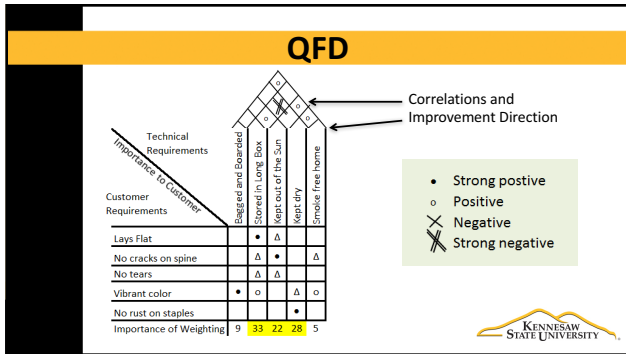 QFD
Correlations and
Improvement Direction
Technical
Requirements
Importance to Customer
Customer
Requirements
Bagged and Boarded
Stored in Long Box
Kept out of the Sun
Kept dry
Smoke free home
Lays Flat ● Δ
No cracks on spine Δ ● Δ
No tears Δ Δ
Vibrant color ● o Δ o
No rust on staples ●
Importance of Weighting 9 33 22 28 5
● Strong postive
o Positive
Negative
Strong negative
KENNESAW
STATE UNIVERSITY